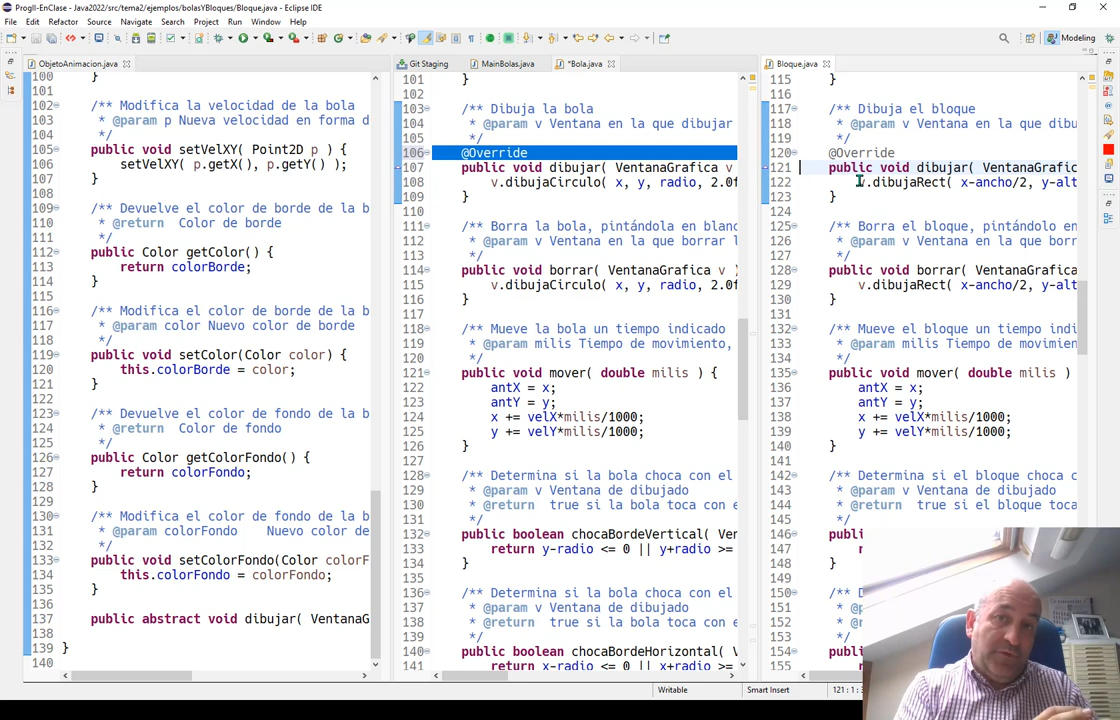 ProgII-EnClase - Java2022/src/tema2/ejemplos/bolasYBloques/Bloque.java - Eclipse IDE
File Edit Refactor Source Navigate Search Project Run Window Help
Modeling
ObjetoAnimacion.java
100 }
101
102 /** Modifica la velocidad de la bola
103 * @param p Nueva velocidad en forma d
104 */
105 public void setVelXY( Point2D p ) {
106 setVelXY( p.getX(), p.getY() );
107 }
108
109 /** Devuelve el color de borde de la b
110 * @return Color de borde
111 */
112 public Color getColor() {
113 return colorBorde;
114 }
115
116 /** Modifica el color de borde de la b
117 * @param color Nuevo color de borde
118 */
119 public void setColor(Color color) {
120 this.colorBorde = color;
121 }
122
123 /** Devuelve el color de fondo de la b
124 * @return Color de fondo
125 */
126 public Color getColorFondo() {
127 return colorFondo;
128 }
129
130 /** Modifica el color de fondo de la b
131 * @param colorFondo Nuevo color de
132 */
133 public void setColorFondo(Color colorF
134 this.colorFondo = colorFondo;
135 }
136
137 public abstract void dibujar( VentanaG
138
139 }
140
Git Staging MainBolas.java *Bola.java
101 }
102
103 /** Dibuja la bola
104 * @param v Ventana en la que dibujar
105 */
106 @Override
107 public void dibujar( VentanaGrafica v
108 v.dibujaCirculo( x, y, radio, 2.0f
109 }
110
111 /** Borra la bola, pintándola en blanc
112 * @param v Ventana en la que borrar l
113 */
114 public void borrar( VentanaGrafica v )
115 v.dibujaCirculo( x, y, radio, 2.0f
116 }
117
118 /** Mueve la bola un tiempo indicado
119 * @param milis Tiempo de movimiento,
120 */
121 public void mover( double milis ) {
122 antX = x;
123 antY = y;
124 x += velX*milis/1000;
125 y += velY*milis/1000;
126 }
127
128 /** Determina si la bola choca con el
129 * @param v Ventana de dibujado
130 * @return true si la bola toca con e
131 */
132 public boolean chocaBordeVertical( Ven
133 return y-radio <= 0 || y+radio >=
134 }
135
136 /** Determina si la bola choca con el
137 * @param v Ventana de dibujado
138 * @return true si la bola toca con e
139 */
140 public boolean chocaBordeHorizontal( V
141 return x-radio <= 0 || x+radio >=
Bloque.java
115 }
116
117 /** Dibuja el bloque
118 * @param v Ventana en la que dibu
119 */
120 @Override
121 public void dibujar( VentanaGrafic
122 v.dibujaRect( x-ancho/2, y-alt
123 }
124
125 /** Borra el bloque, pintándolo en
126 * @param v Ventana en la que borr
127 */
128 public void borrar( VentanaGrafica
129 v.dibujaRect( x-ancho/2, y-alt
130 }
131
132 /** Mueve el bloque un tiempo indi
133 * @param milis Tiempo de movimien
134 */
135 public void mover( double milis )
136 antX = x;
137 antY = y;
138 x += velX*milis/1000;
139 y += velY*milis/1000;
140 }
141
142 /** Determina si el bloque choca c
143 * @param v Ventana de dibujado
144 * @return true si el bloque toca
145 */
146
147
148 }
149
150
151
152
153
154
155
Writable Smart Insert 121 : 1 :